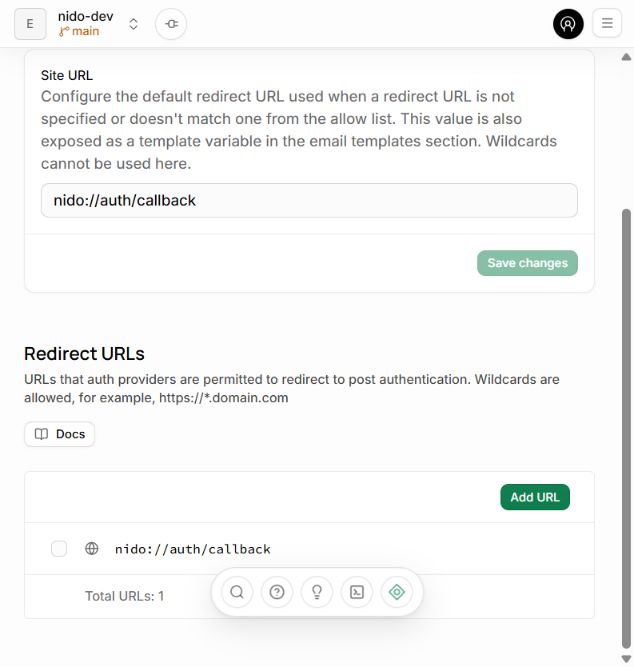 E
nido-dev
main
Site URL
Configure the default redirect URL used when a redirect URL is not
specified or doesn't match one from the allow list. This value is also
exposed as a template variable in the email templates section. Wildcards
cannot be used here.
nido://auth/callback
Save changes
Redirect URLs
URLs that auth providers are permitted to redirect to post authentication. Wildcards are
allowed, for example, https://*.domain.com
Docs
Add URL
nido://auth/callback
Total URLs: 1